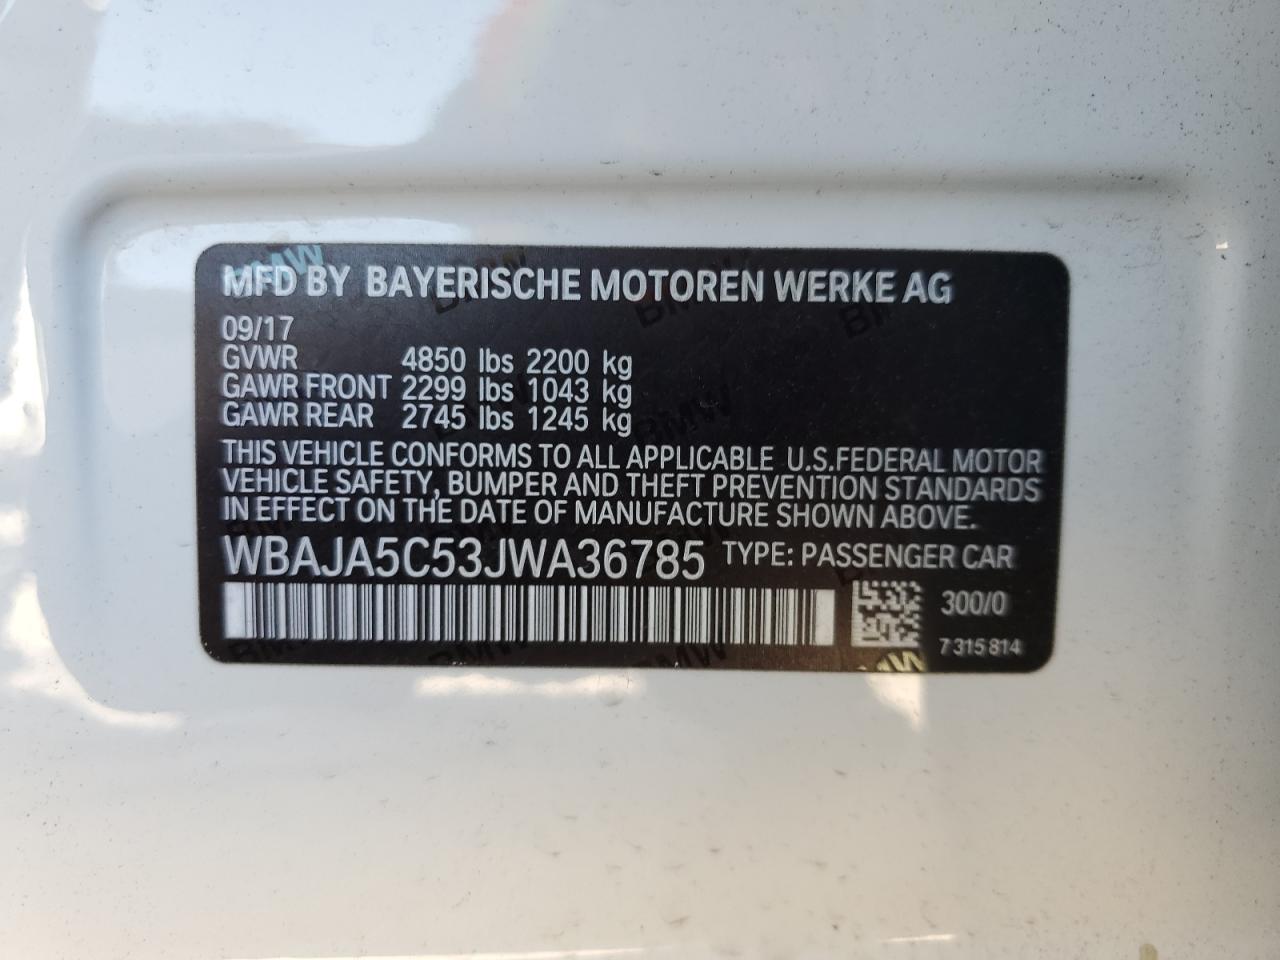 MFD BY BAYERISCHE MOTOREN WERKE AG
09/17
GVWR 4850 lbs 2200 kg
GAWR FRONT 2299 lbs 1043 kg
GAWR REAR 2745 lbs 1245 kg
THIS VEHICLE CONFORMS TO ALL APPLICABLE U.S.FEDERAL MOTOR
VEHICLE SAFETY, BUMPER AND THEFT PREVENTION STANDARDS
IN EFFECT ON THE DATE OF MANUFACTURE SHOWN ABOVE.
WBAJA5C53JWA36785 TYPE: PASSENGER CAR
300/0
7 315 814